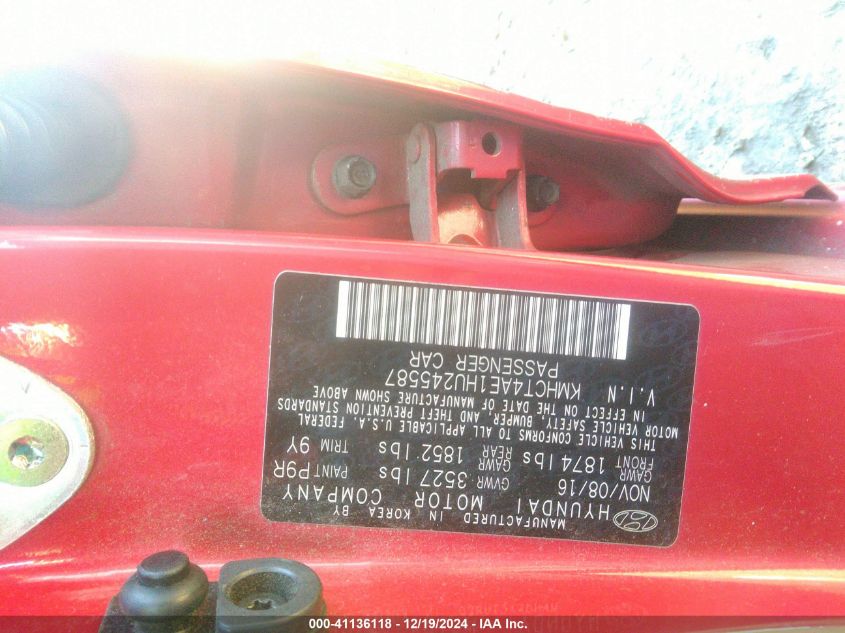 MANUFACTURED IN KOREA BY
HYUNDAI MOTOR COMPANY
NOV/08/16 GVWR 3527 lbs PAINT P9R
GAWR FRONT 1874 lbs GAWR REAR 1852 lbs TRIM 9Y
THIS VEHICLE CONFORMS TO ALL APPLICABLE U.S.A. FEDERAL
MOTOR VEHICLE SAFETY, BUMPER, AND THEFT PREVENTION STANDARDS
IN EFFECT ON THE DATE OF MANUFACTURE SHOWN ABOVE
V.I.N KMHCT4AE1HU245587
PASSENGER CAR
000-41136118 - 12/19/2024 - IAA Inc.